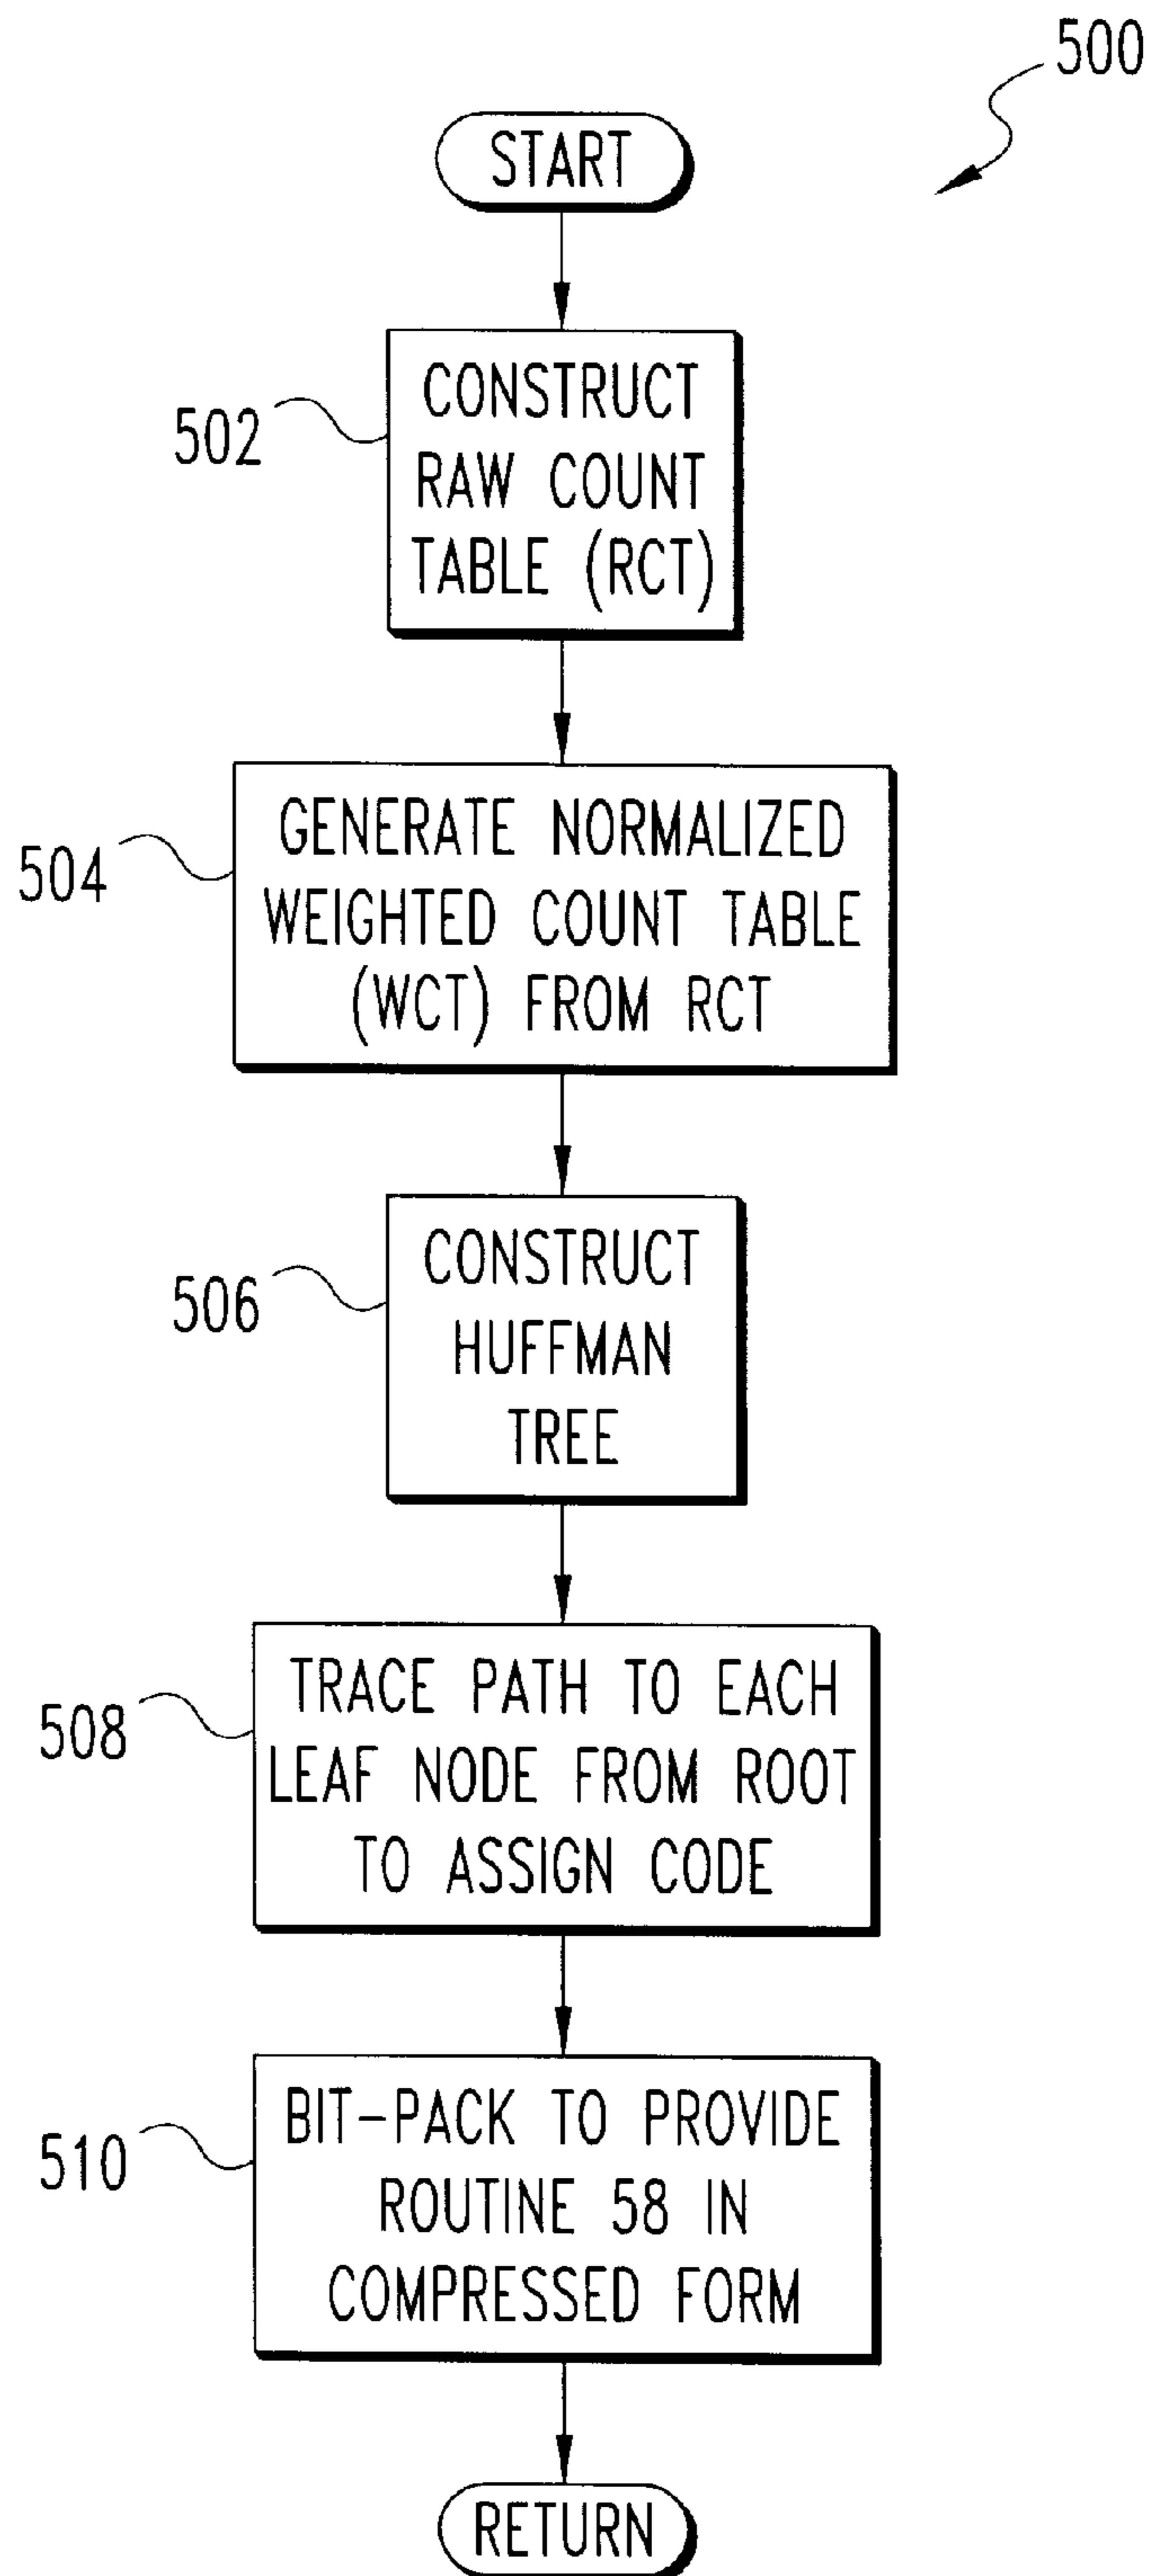 500
START
502
CONSTRUCT
RAW COUNT
TABLE (RCT)
504
GENERATE NORMALIZED
WEIGHTED COUNT TABLE
(WCT) FROM RCT
506
CONSTRUCT
HUFFMAN
TREE
508
TRACE PATH TO EACH
LEAF NODE FROM ROOT
TO ASSIGN CODE
510
BIT-PACK TO PROVIDE
ROUTINE 58 IN
COMPRESSED FORM
RETURN